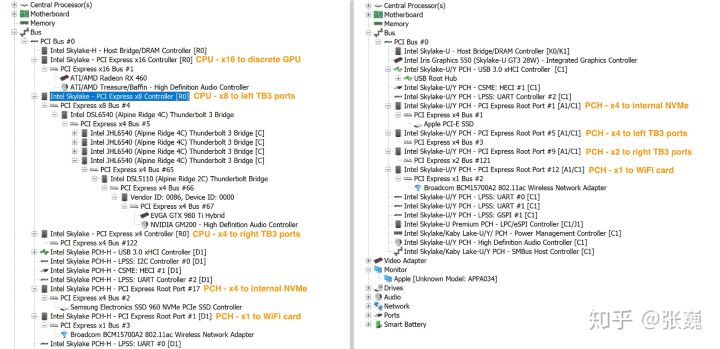 Central Processor(s)
Motherboard
Memory
Bus
PCI Bus #0
Intel Skylake-H - Host Bridge/DRAM Controller [R0]
Intel Skylake - PCI Express x16 Controller [R0] CPU - x16 to discrete GPU
PCI Express x16 Bus #1
ATI/AMD Radeon RX 460
ATI/AMD Treasure/Baffin - High Definition Audio Controller
Intel Skylake - PCI Express x8 Controller [R0] CPU - x8 to left TB3 ports
PCI Express x8 Bus #4
Intel DSL6540 (Alpine Ridge 4C) Thunderbolt 3 Bridge [C]
PCI Express x4 Bus #5
Intel JHL6540 (Alpine Ridge 4C) Thunderbolt 3 Bridge [C]
Intel JHL6540 (Alpine Ridge 4C) Thunderbolt 3 Bridge [C]
Intel JHL6540 (Alpine Ridge 4C) Thunderbolt 3 Bridge [C]
Intel JHL6540 (Alpine Ridge 4C) Thunderbolt 3 Bridge [C]
PCI Express x4 Bus #65
Intel DSL5110 (Alpine Ridge 2C) Thunderbolt Bridge
PCI Express x4 Bus #66
Vendor ID: 0086, Device ID: 0000
PCI Express x4 Bus #67
EVGA GTX 980 Ti Hybrid
NVIDIA GM200 - High Definition Audio Controller
Intel Skylake - PCI Express x4 Controller [R0] CPU - x4 to right TB3 ports
PCI Express x4 Bus #122
Intel Skylake PCH-H - USB 3.0 xHCI Controller [D1]
Intel Skylake PCH-H - LPSS: I2C Controller #0 [D1]
Intel Skylake PCH-H - CSME: HECI #1 [D1]
Intel Skylake PCH-H - LPSS: UART Controller #2 [D1]
Intel Skylake PCH-H - PCI Express Root Port #17 [D1] PCH - x4 to internal NVMe
PCI Express x4 Bus #2
Samsung Electronics SSD 960 NVMe PCIe SSD Controller
Intel Skylake PCH-H - PCI Express Root Port #1 [D1] PCH - x1 to WiFi card
PCI Express x1 Bus #3
Broadcom BCM15700A2 802.11ac Wireless Network Adapter
Intel Skylake PCH-H - LPSS: UART #0 [D1]
Central Processor(s)
Motherboard
Memory
Bus
PCI Bus #0
Intel Skylake-U - Host Bridge/DRAM Controller [K0/K1]
Intel Iris Graphics 550 (Skylake-U GT3 28W) - Integrated Graphics Controller
Intel Skylake-U/Y PCH - USB 3.0 xHCI Controller [C1]
USB Root Hub
Intel Skylake-U/Y PCH - CSME: HECI #1 [C1]
Intel Skylake-U/Y PCH - PCI Express Root Port #1 [A1/C1] PCH - x4 to internal NVMe
PCI Express x4 Bus #1
Apple PCI-E SSD
Intel Skylake-U/Y PCH - PCI Express Root Port #5 [A1/C1] PCH - x4 to left TB3 ports
PCI Express x4 Bus #3
Intel Skylake-U/Y PCH - PCI Express Root Port #9 [A1/C1] PCH - x2 to right TB3 ports
PCI Express x2 Bus #121
Intel Skylake-U/Y PCH - PCI Express Root Port #12 [A1/C1] PCH - x1 to WiFi card
PCI Express x1 Bus #2
Broadcom BCM15700A2 802.11ac Wireless Network Adapter
Intel Skylake-U/Y PCH - LPSS: UART #0 [C1]
Intel Skylake-U/Y PCH - LPSS: UART #1 [C1]
Intel Skylake-U/Y PCH - LPSS: GSPI #1 [C1]
Intel Skylake-U Premium PCH - LPC/eSPI Controller [C1/J1]
Intel Skylake/Kaby Lake-U/Y PCH - Power Management Controller [C1]
Intel Skylake-U/Y PCH - High Definition Audio Controller [C1]
Intel Skylake/Kaby Lake-U/Y PCH - SMBus Host Controller [C1]
Video Adapter
Monitor
Apple [Unknown Model: APPA034]
Drives
Audio
Network
Ports
Smart Battery
知乎 @张巍